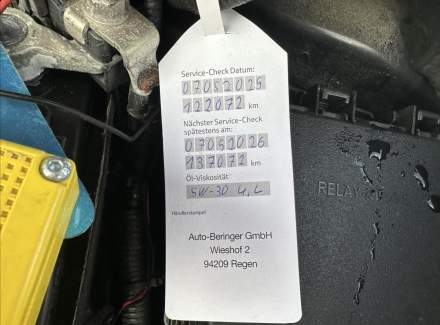 Service-Check Datum:
07052025
122072 km
Nächster Service-Check
spätestens am:
07052026
137072 km
Öl-Viskosität:
5W-30 4,L
Händlerstempel
Auto-Beringer GmbH
Wieshof 2
94209 Regen
RELAY